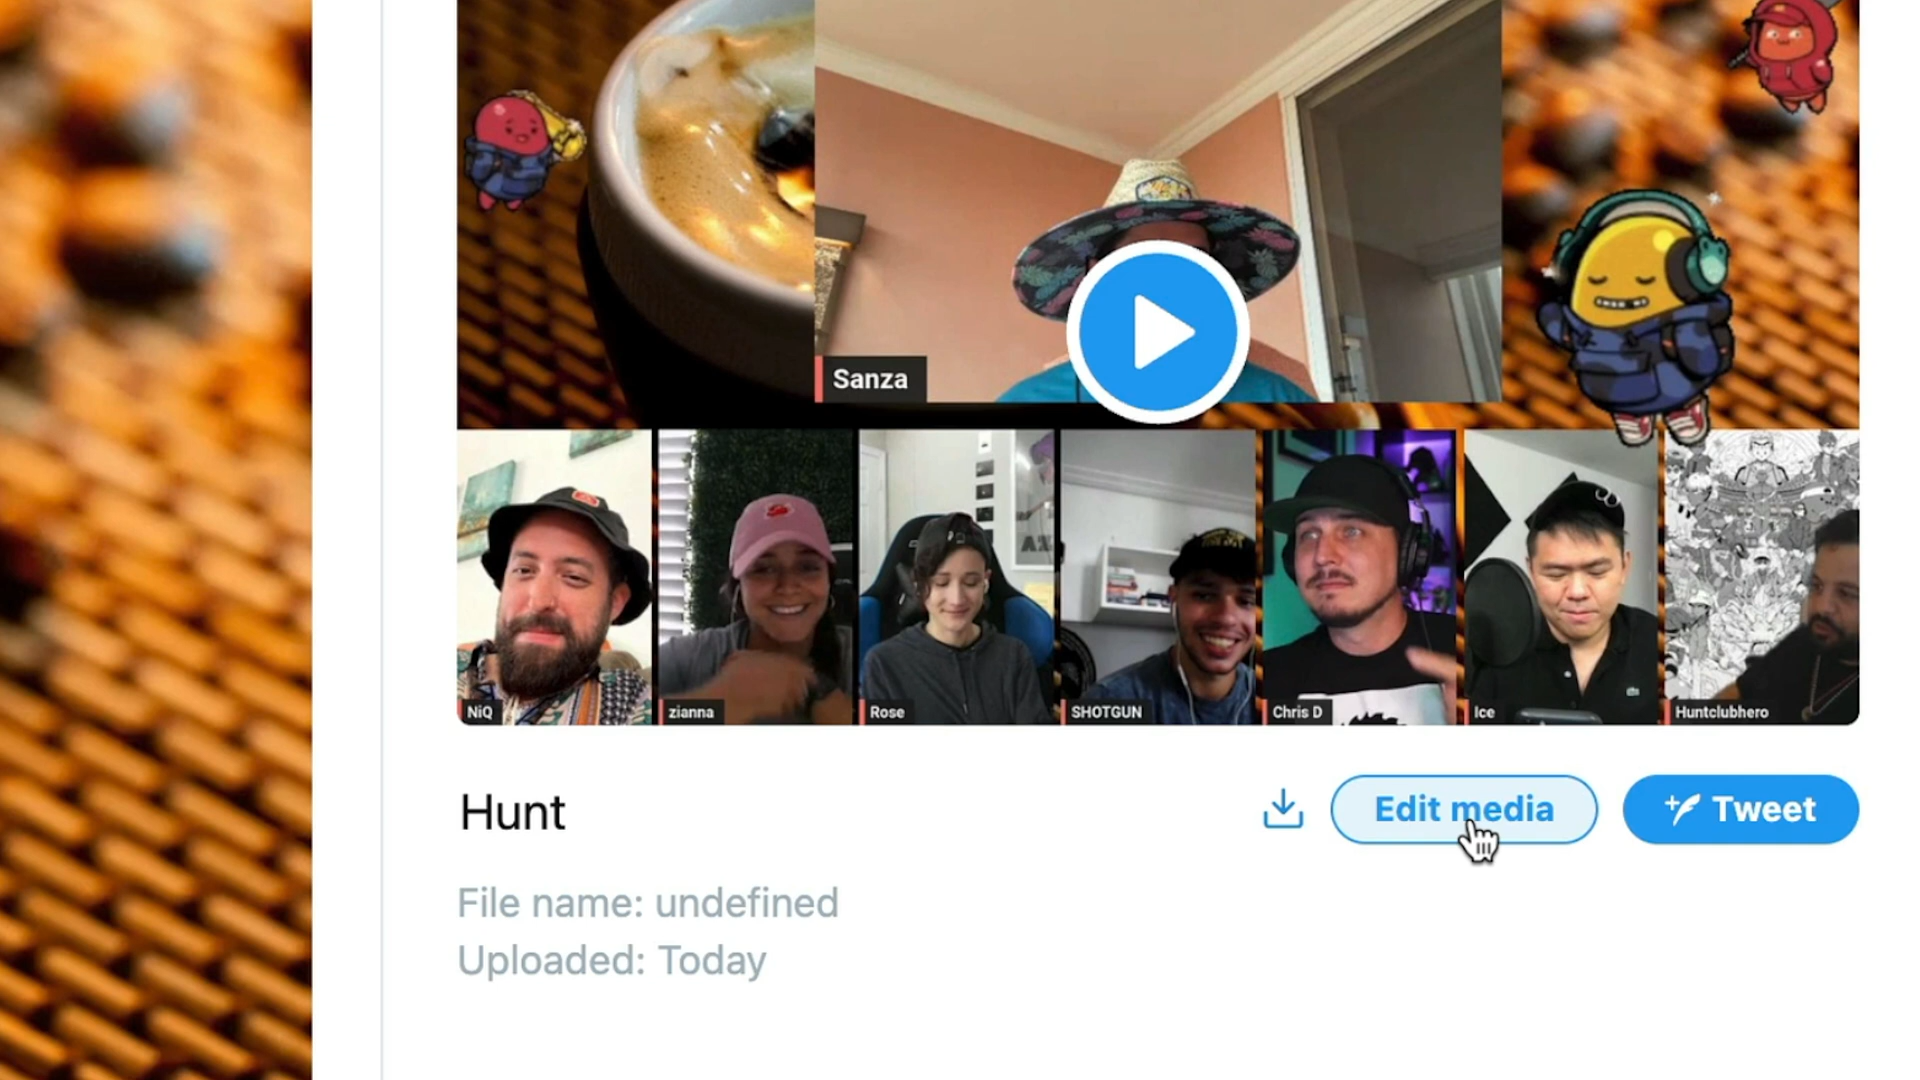 Sanza
NiQ
zianna
Rose
SHOTGUN
Chris D
Ice
Huntclubhero
Hunt
Edit media
Tweet
File name: undefined
Uploaded: Today